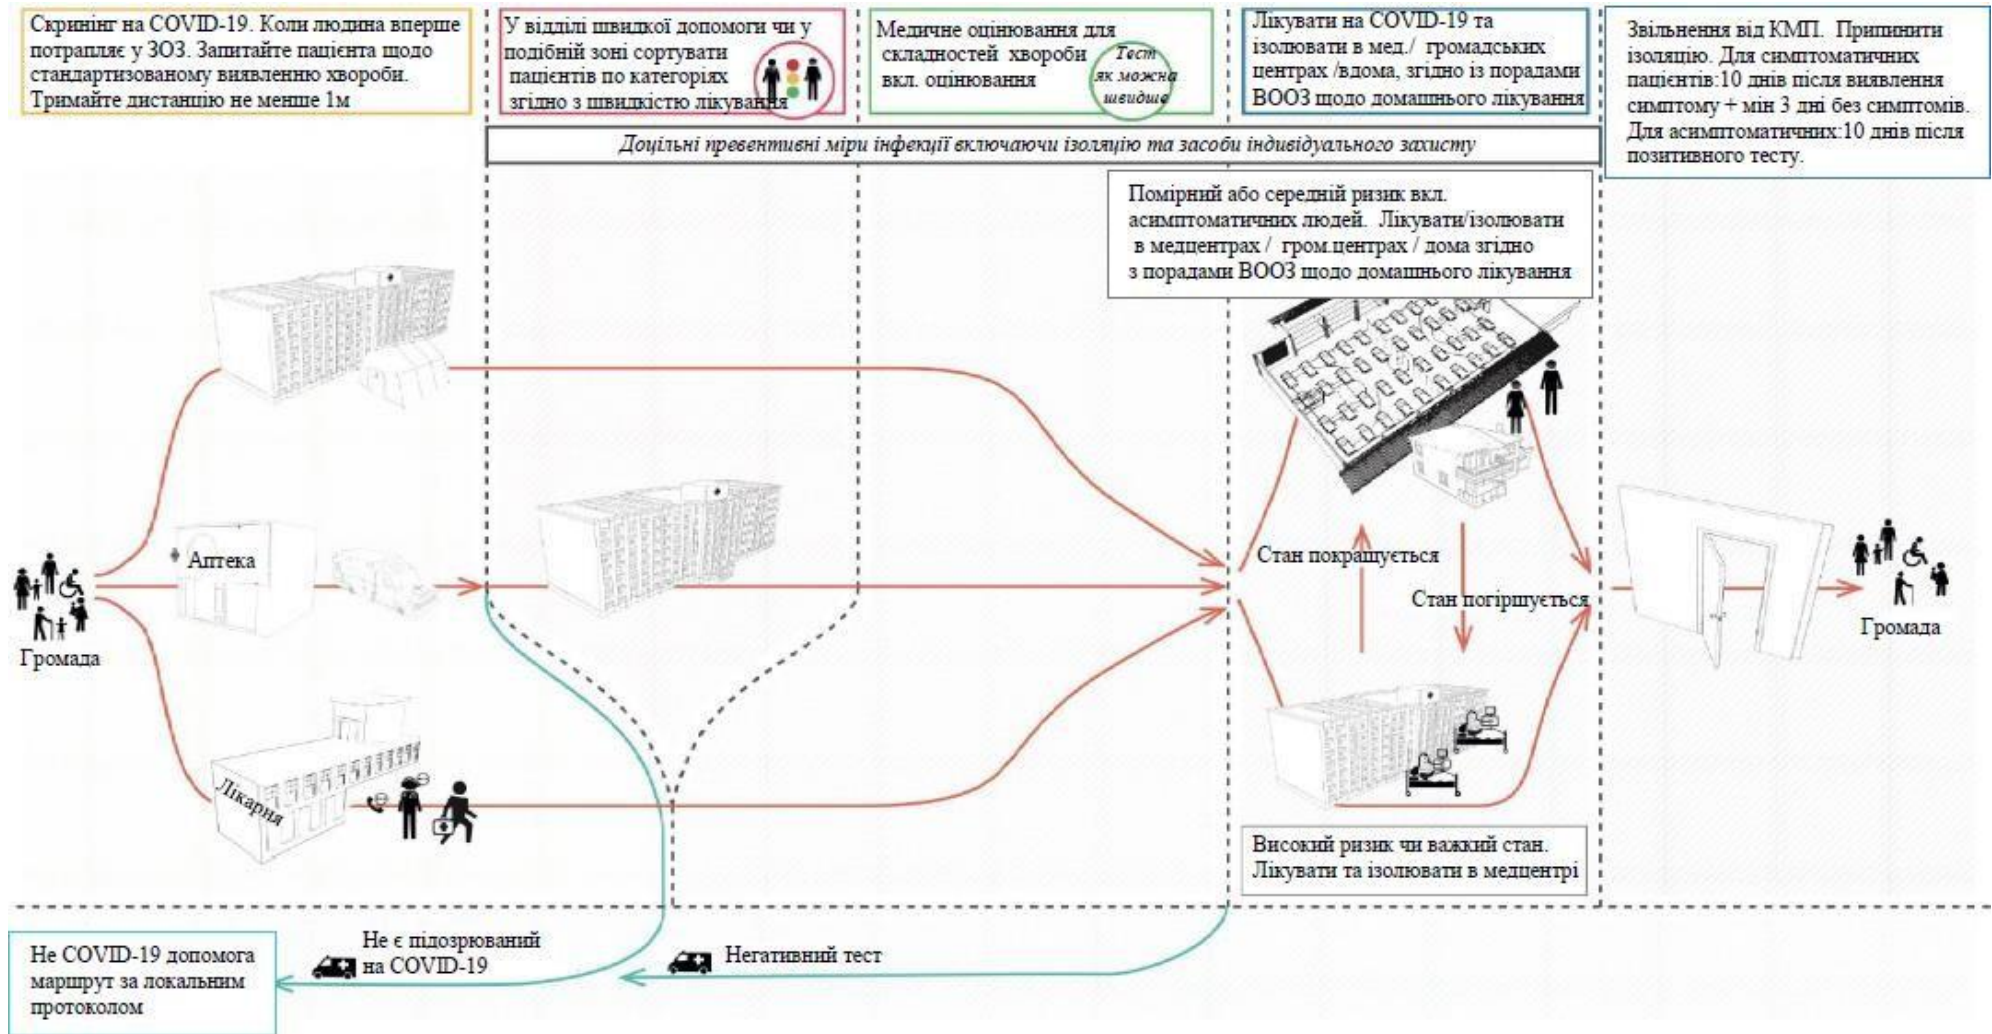 Скринінг на COVID-19. Коли людина вперше
потрапляє у ЗОЗ. Запитайте пацієнта щодо
стандартизованому виявленню хвороби.
Тримайте дистанцію не менше 1м
У відділі швидкої допомоги чи у
подібній зоні сортувати
пацієнтів по категоріях
згідно з швидкістю лікування
Медичне оцінювання для
складностей хвороби
вкл. оцінювання
Тест
як можна
швидше
Лікувати на COVID-19 та
ізолювати в мед./ громадських
центрах /вдома, згідно із порадами
ВООЗ щодо домашнього лікування
Звільнення від КМП. Припинити
ізоляцію. Для симптоматичних
пацієнтів:10 днів після виявлення
симптому + мін 3 дні без симптомів.
Для асимптоматичних:10 днів після
позитивного тесту.
Доцільні превентивні міри інфекції включаючи ізоляцію та засоби індивідуального захисту
Помірний або середній ризик вкл.
асимптоматичних людей. Лікувати/ізолювати
в медцентрах / гром.центрах / дома згідно
з порадами ВООЗ щодо домашнього лікування
Аптека
Стан покращується
Стан погіршується
Громада
Громада
Лікарня
Високий ризик чи важкий стан.
Лікувати та ізолювати в медцентрі
Не COVID-19 допомога
маршрут за локальним
протоколом
Не є підозрюваний
на COVID-19
Негативний тест